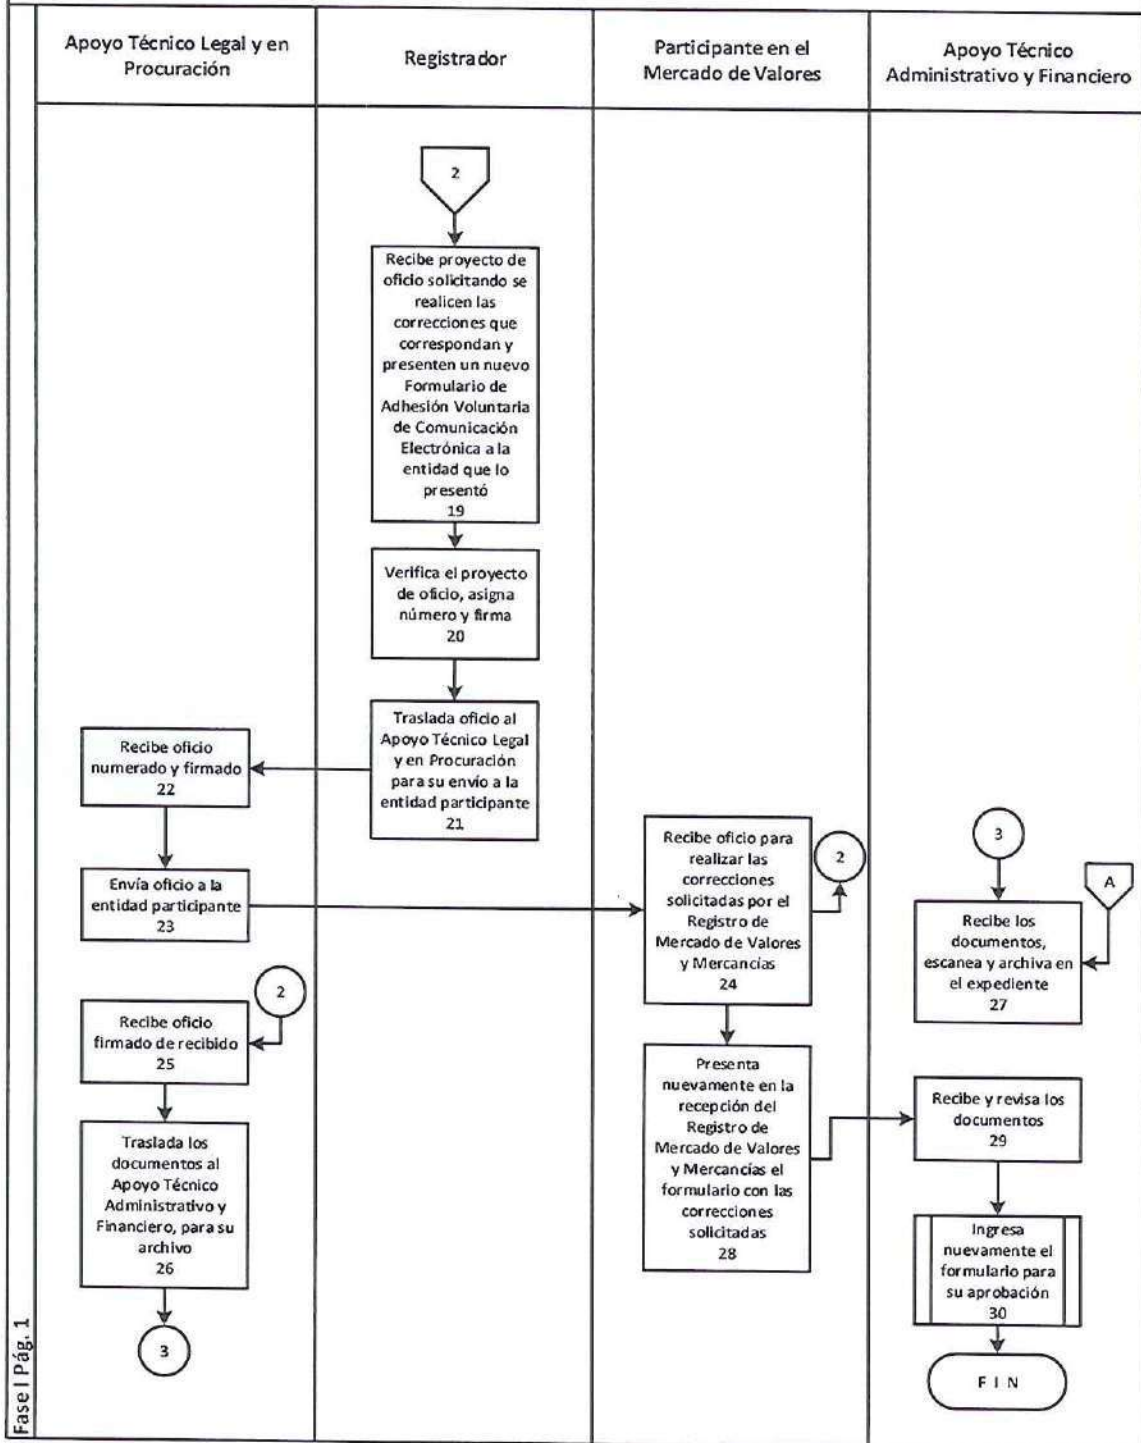 Apoyo Técnico Legal y en
Procuración
Registrador
Participante en el
Mercado de Valores
Apoyo Técnico
Administrativo y Financiero
2
Recibe proyecto de
oficio solicitando se
realicen las
correcciones que
correspondan y
presenten un nuevo
Formulario de
Adhesión Voluntaria
de Comunicación
Electrónica a la
entidad que lo
presentó
19
Verifica el proyecto
de oficio, asigna
número y firma
20
Traslada oficio al
Apoyo Técnico Legal
y en Procuración
para su envío a la
entidad participante
21
Recibe oficio
numerado y firmado
22
Envía oficio a la
entidad participante
23
Recibe oficio para
realizar las
correcciones
solicitadas por el
Registro de
Mercado de Valores
y Mercancías
24
2
2
Recibe oficio
firmado de recibido
25
Traslada los
documentos al
Apoyo Técnico
Administrativo y
Financiero, para su
archivo
26
3
3
A
Recibe los
documentos,
escanea y archiva en
el expediente
27
Presenta
nuevamente en la
recepción del
Registro de
Mercado de Valores
y Mercancías el
formulario con las
correcciones
solicitadas
28
Recibe y revisa los
documentos
29
Ingresa
nuevamente el
formulario para
su aprobación
30
F I N
Fase I Pág. 1